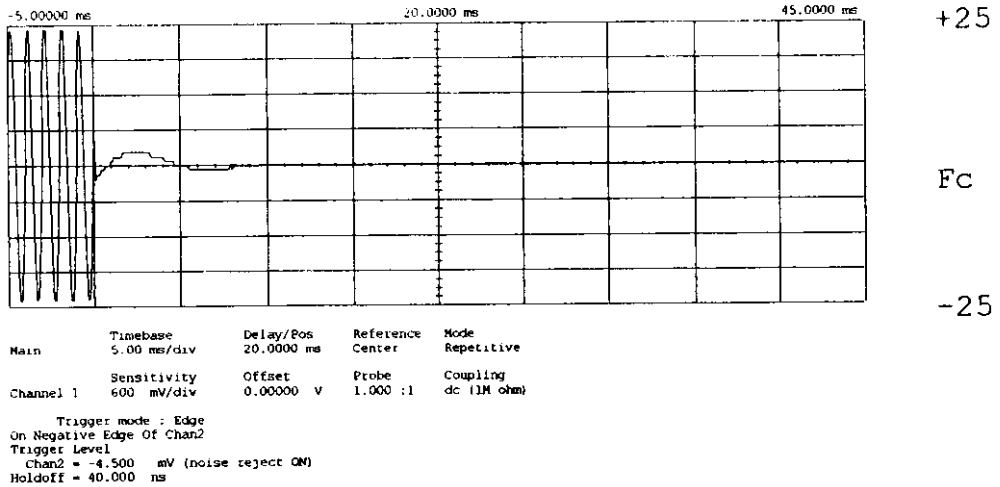 -5.00000 ms 20.0000 ms 45.0000 ms
+25
Fc
-25
Timebase Delay/Pos Reference Mode
Main 5.00 ms/div 20.0000 ms Center Repetitive
Sensitivity Offset Probe Coupling
Channel 1 600 mV/div 0.00000 V 1.000 :1 dc (1M ohm)
Trigger mode : Edge
On Negative Edge Of Chan2
Trigger Level
Chan2 = -4.500 mV (noise reject ON)
Holdoff = 40.000 ns